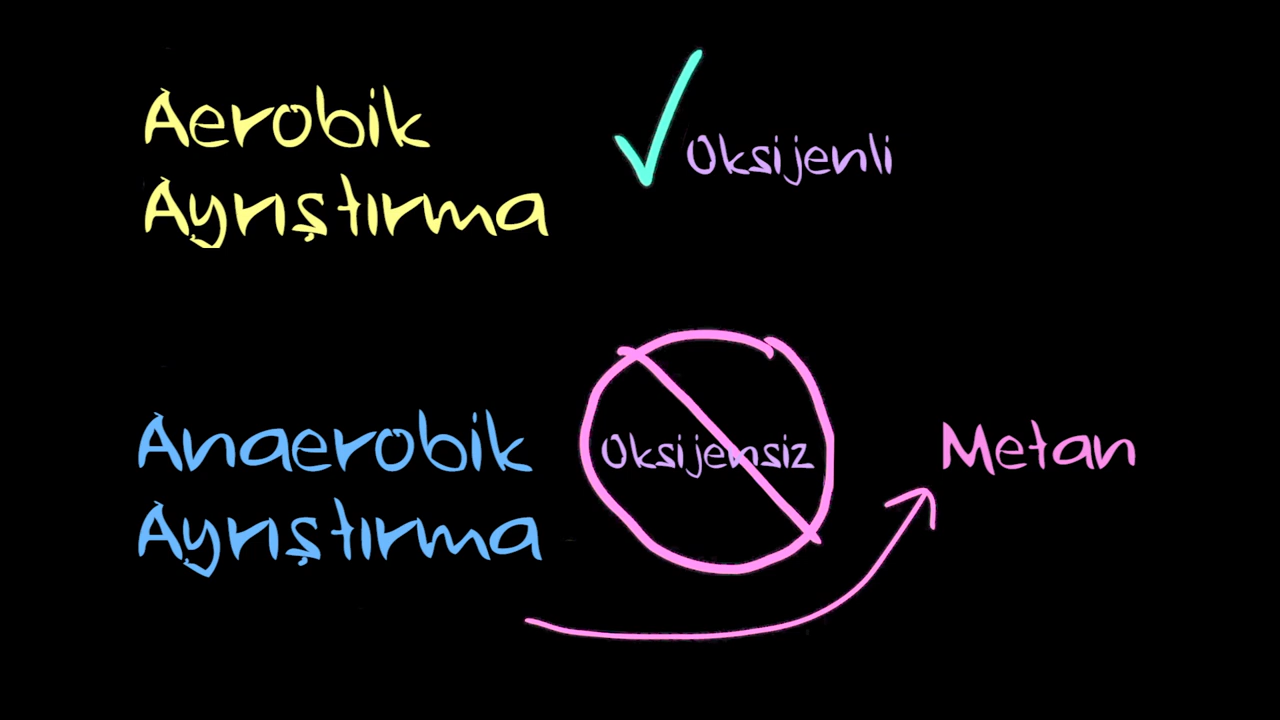 Aerobik
Ayrıştırma
Oksijenli
Anaerobik
Ayrıştırma
Oksijensiz
Metan